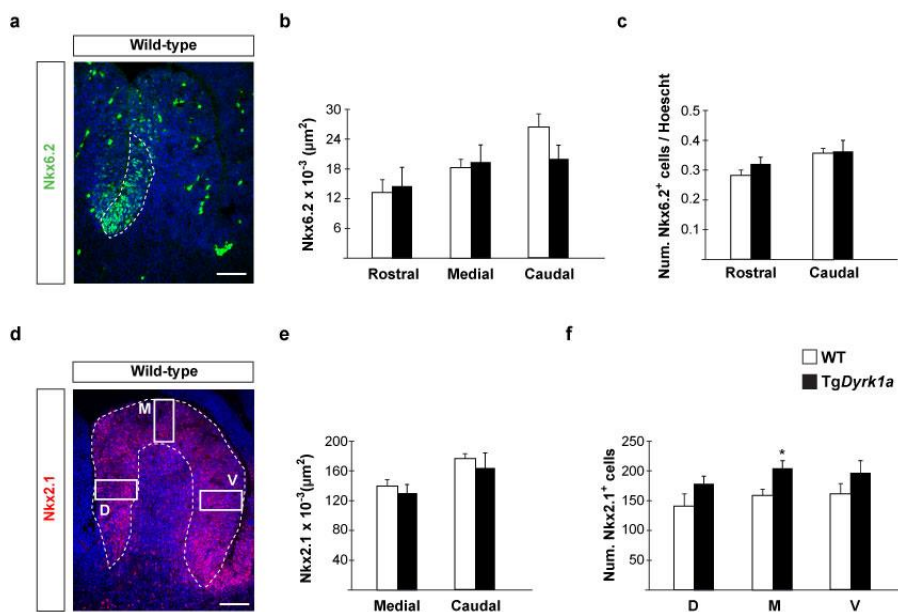 a
Wild-type
Nkx6.2
b
Nkx6.2 x 10⁻³ (µm²)
30
24
18
12
6
Rostral Medial Caudal
c
Num. Nkx6.2⁺ cells / Hoescht
0.5
0.4
0.3
0.2
0.1
Rostral Caudal
d
Wild-type
Nkx2.1
M
D
V
e
Nkx2.1 x 10⁻³(µm²)
200
160
120
80
40
Medial Caudal
f
WT
TgDyrk1a
Num. Nkx2.1⁺ cells
250
200
150
100
50
*
D M V